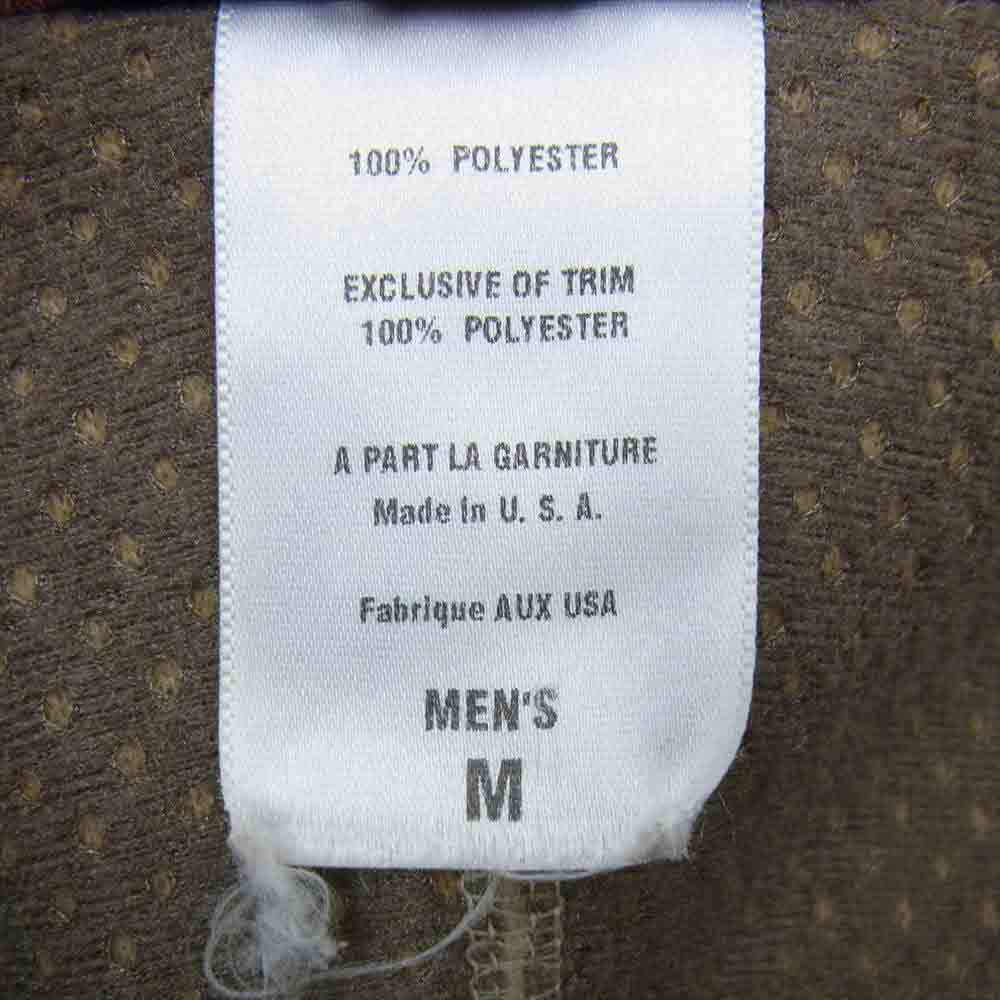 100% POLYESTER
EXCLUSIVE OF TRIM
100% POLYESTER
A PART LA GARNITURE
Made in U. S. A.
Fabrique AUX USA
MEN'S
M